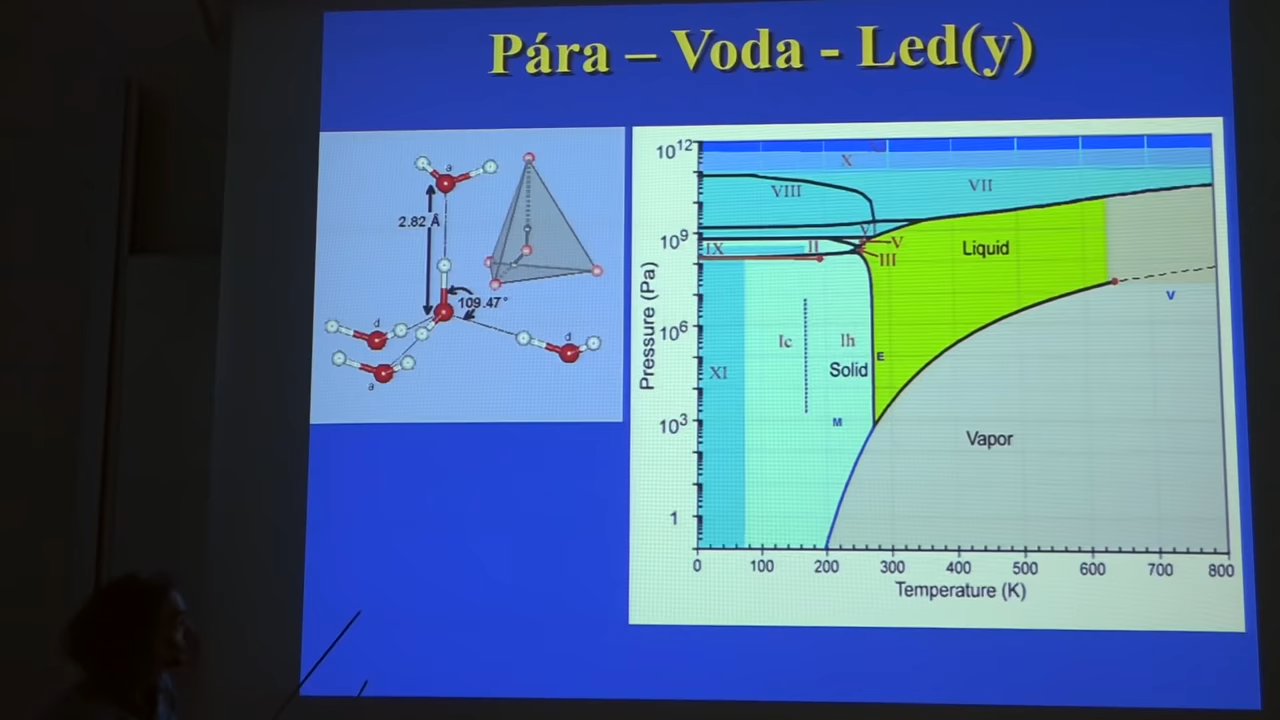 Pára – Voda - Led(y)
a
2.82 Å
109.47°
d
d
a
Pressure (Pa)
10¹²
10⁹
10⁶
10³
1
X
VIII
VII
V
IX
II
V
III
Liquid
V
Ic
Ih
E
XI
Solid
M
Vapor
0 100 200 300 400 500 600 700 800
Temperature (K)